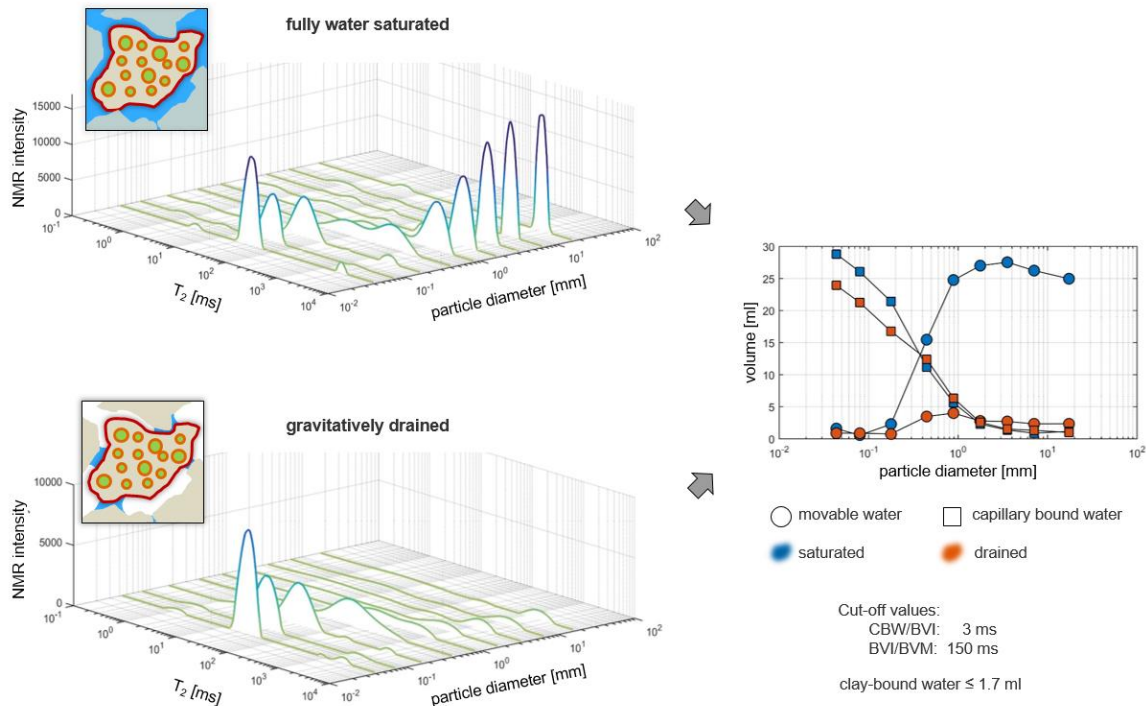 fully water saturated
NMR intensity
15000
10000
5000
0
10⁻¹
10⁰
10¹
10²
10³
10⁴
T₂ [ms]
10⁻²
10⁻¹
10⁰
10¹
10²
particle diameter [mm]
gravitatively drained
NMR intensity
10000
5000
0
10⁻¹
10⁰
10¹
10²
10³
10⁴
T₂ [ms]
10⁻²
10⁻¹
10⁰
10¹
10²
particle diameter [mm]
volume [ml]
30
25
20
15
10
5
0
10⁻² 10⁻¹ 10⁰ 10¹ 10²
particle diameter [mm]
movable water capillary bound water
saturated drained
Cut-off values:
CBW/BVI: 3 ms
BVI/BVM: 150 ms
clay-bound water ≤ 1.7 ml